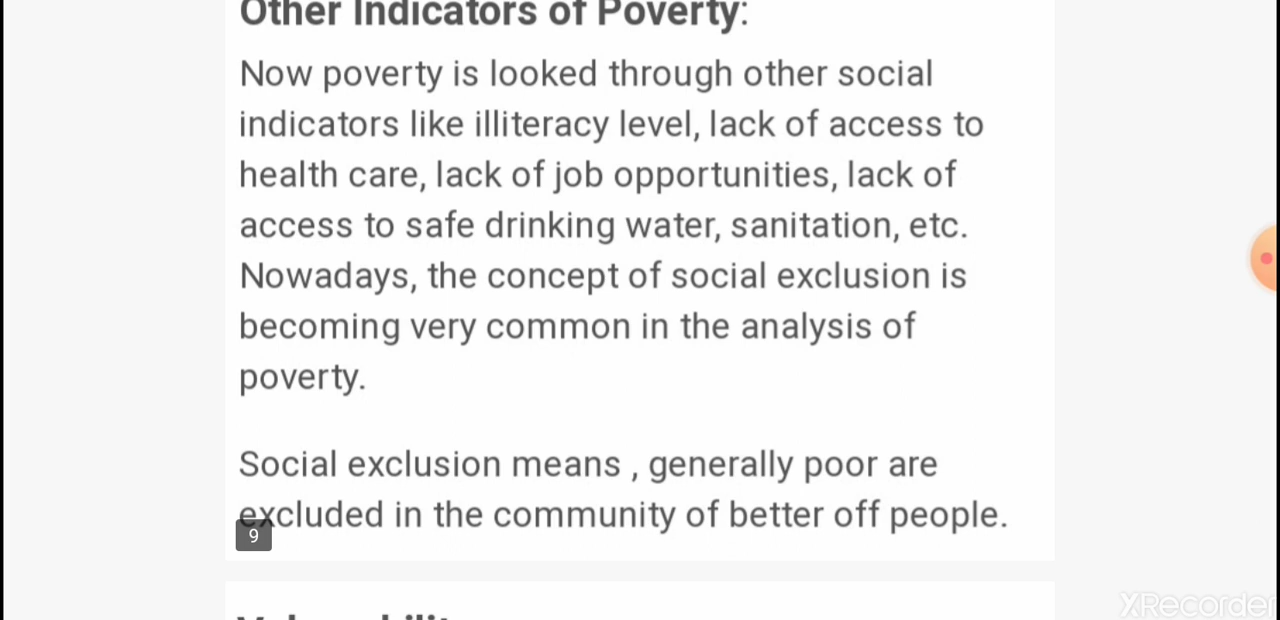 Other Indicators of Poverty:
Now poverty is looked through other social
indicators like illiteracy level, lack of access to
health care, lack of job opportunities, lack of
access to safe drinking water, sanitation, etc.
Nowadays, the concept of social exclusion is
becoming very common in the analysis of
poverty.
Social exclusion means , generally poor are
excluded in the community of better off people.
9
XRecorder